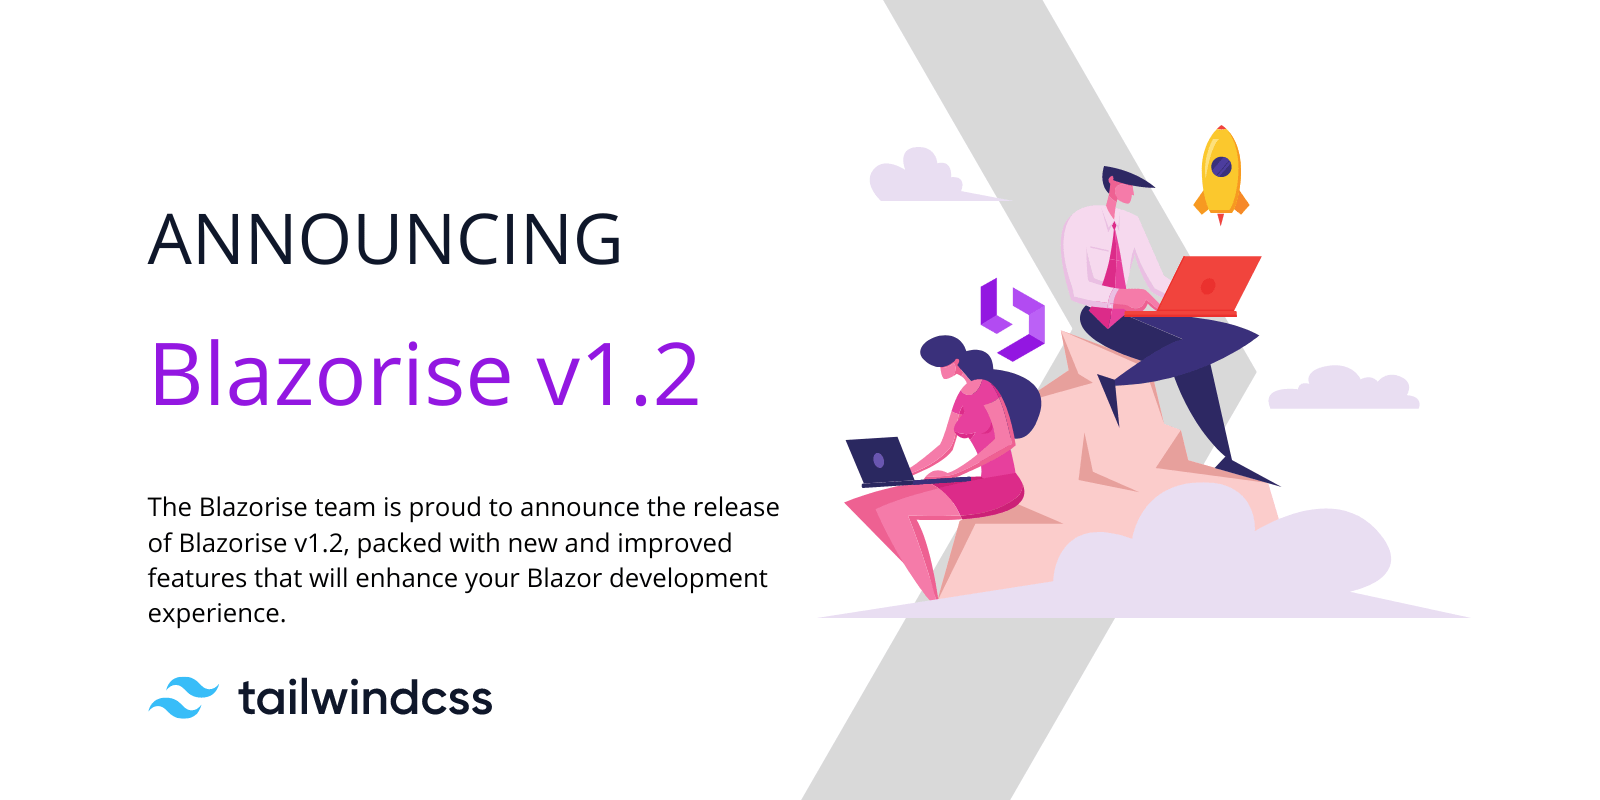 ANNOUNCING
Blazorise v1.2
The Blazorise team is proud to announce the release
of Blazorise v1.2, packed with new and improved
features that will enhance your Blazor development
experience.
tailwindcss